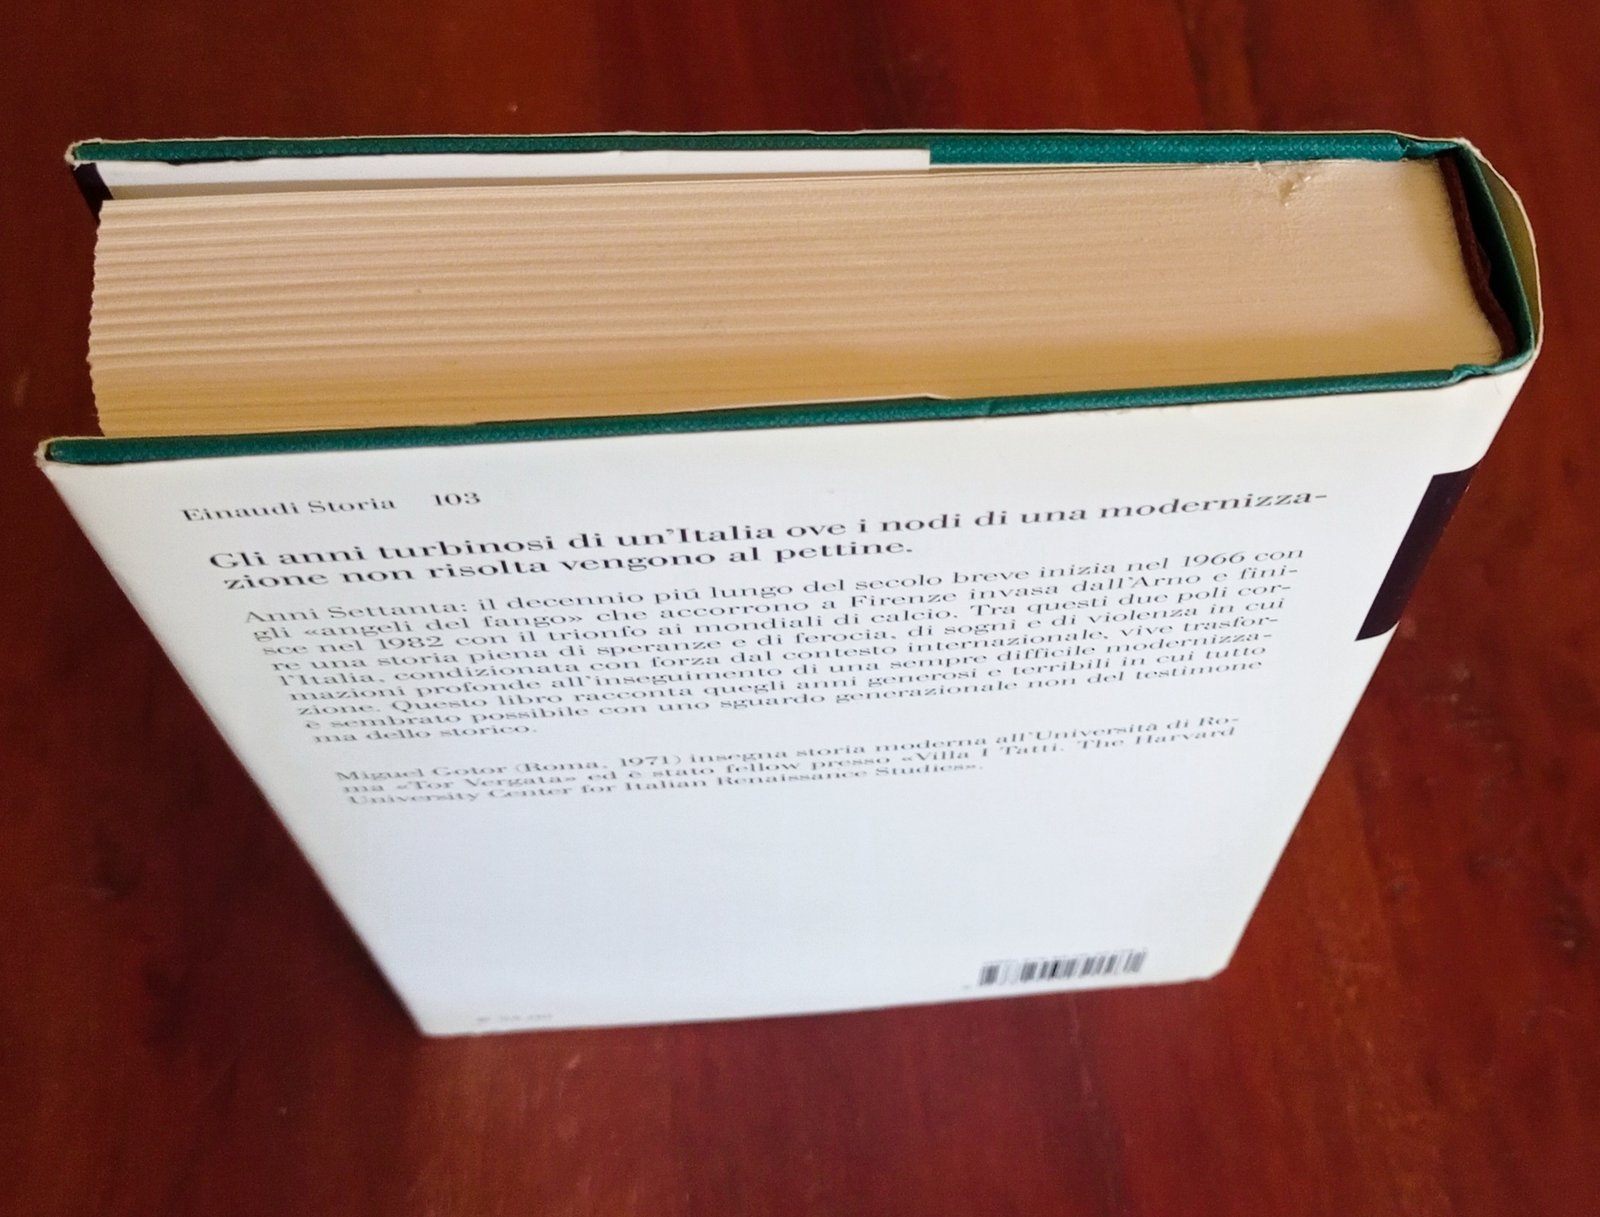 Einaudi Storia 103
Gli anni turbinosi di un'Italia ove i nodi di una modernizza-
zione non risolta vengono al pettine.
Anni Settanta: il decennio piú lungo del secolo breve inizia nel 1966 con
gli «angeli del fango» che accorrono a Firenze invasa dall'Arno e fini-
sce nel 1982 con il trionfo ai mondiali di calcio. Tra questi due poli cor-
re una storia piena di speranze e di ferocia, di sogni e di violenza in cui
l'Italia, condizionata con forza dal contesto internazionale, vive trasfor-
mazioni profonde all'inseguimento di una sempre difficile modernizza-
zione. Questo libro racconta quegli anni generosi e terribili in cui tutto
è sembrato possibile con uno sguardo generazionale non del testimone
ma dello storico.
Miguel Gotor (Roma, 1971) insegna storia moderna all'Università di Ro-
ma «Tor Vergata» ed è stato fellow presso «Villa I Tatti. The Harvard
University Center for Italian Renaissance Studies».